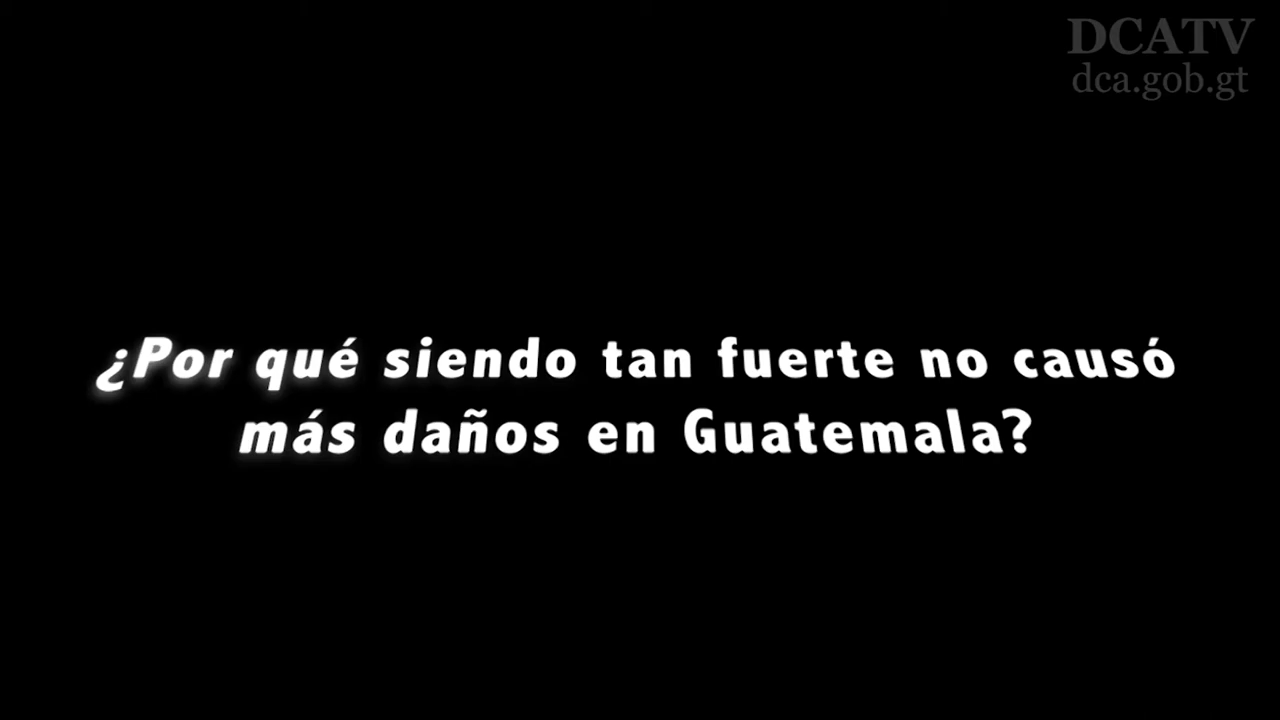 DCATV
dca.gob.gt
¿Por qué siendo tan fuerte no causó
más daños en Guatemala?